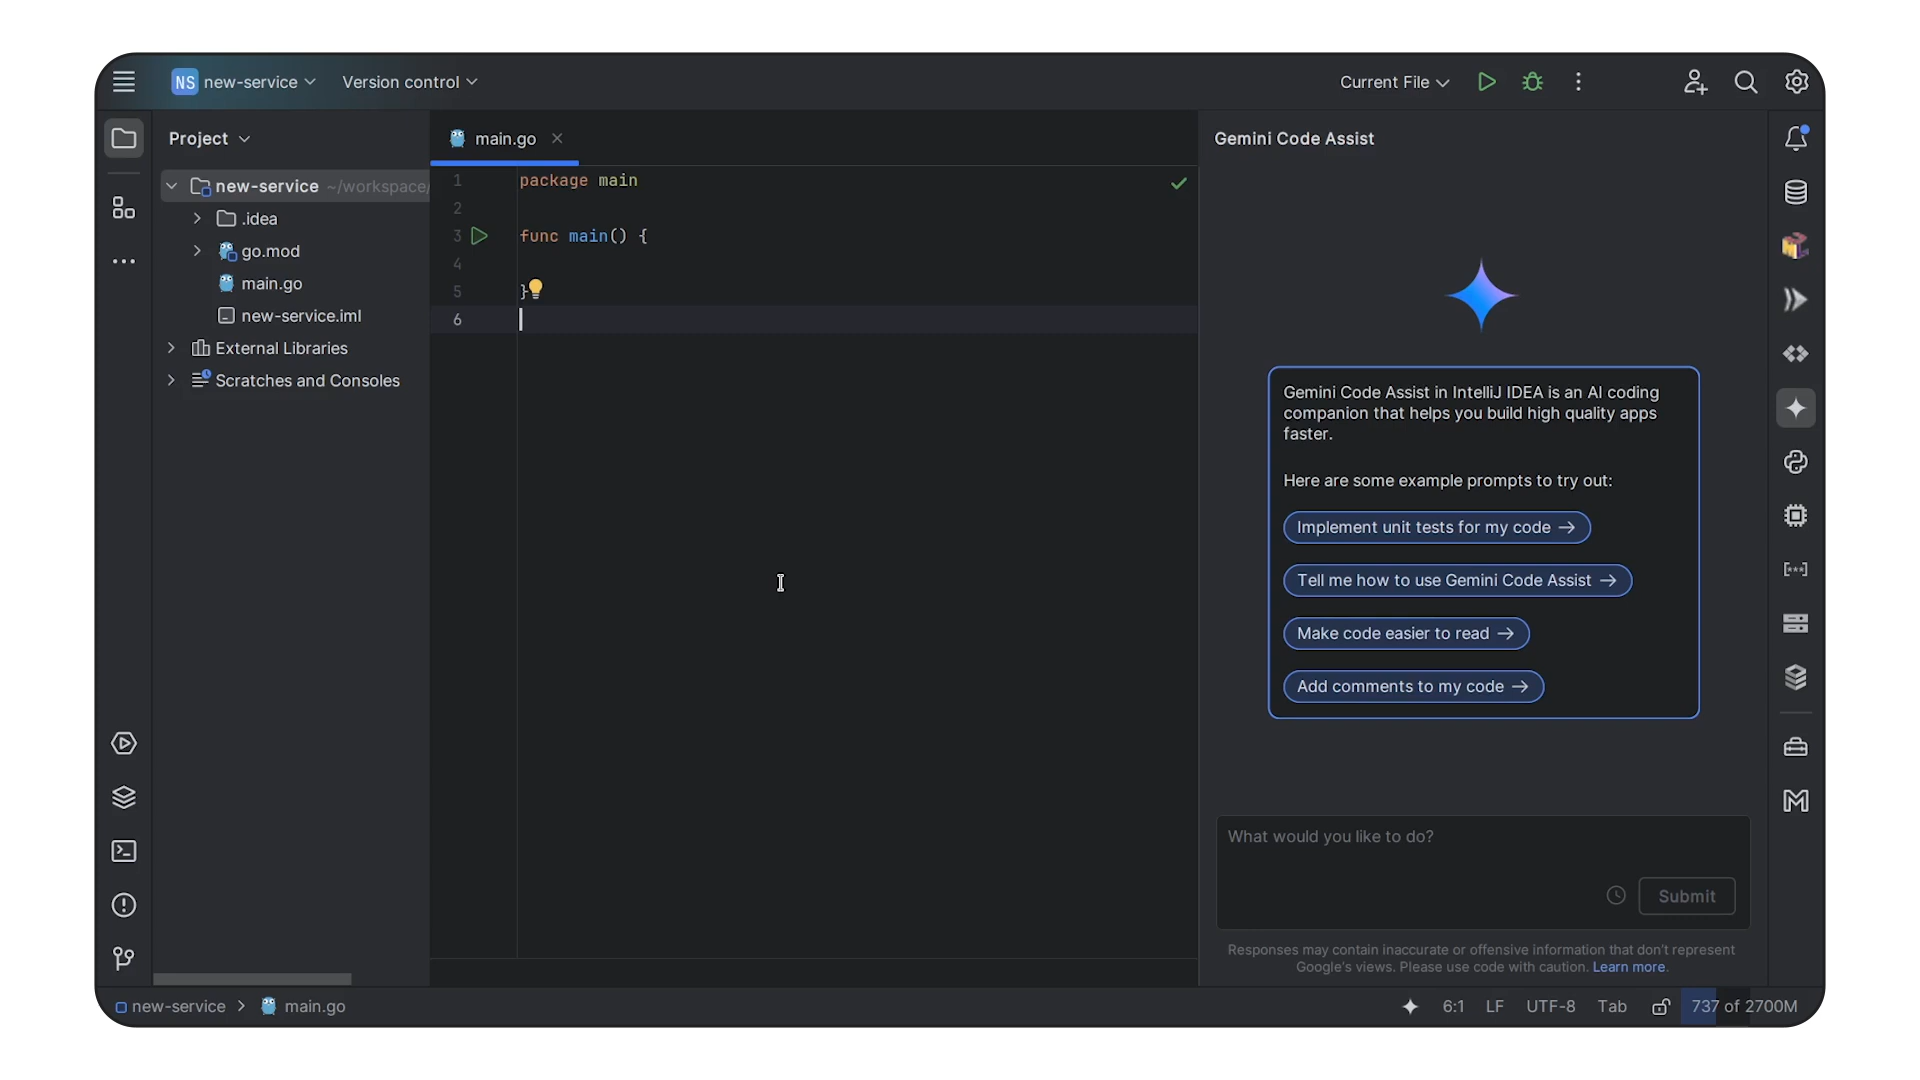 NS new-service
Version control
Current File
Project
main.go
Gemini Code Assist
new-service ~/workspace/
.idea
go.mod
main.go
new-service.iml
External Libraries
Scratches and Consoles
1 package main
2
3 func main() {
4
5 }
6
Gemini Code Assist in IntelliJ IDEA is an AI coding
companion that helps you build high quality apps
faster.
Here are some example prompts to try out:
Implement unit tests for my code →
Tell me how to use Gemini Code Assist →
Make code easier to read →
Add comments to my code →
What would you like to do?
Submit
Responses may contain inaccurate or offensive information that don't represent
Google's views. Please use code with caution. Learn more.
new-service > main.go
6:1 LF UTF-8 Tab 737 of 2700M